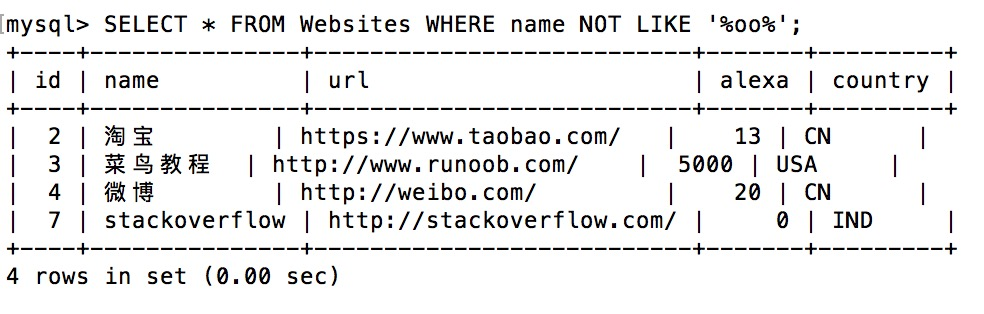 mysql> SELECT * FROM Websites WHERE name NOT LIKE '%oo%';
+----+---------------+---------------------------+-------+---------+
| id | name          | url                       | alexa | country |
+----+---------------+---------------------------+-------+---------+
|  2 | 淘宝        | https://www.taobao.com/   |    13 | CN      |
|  3 | 菜鸟教程  | http://www.runoob.com/    |  5000 | USA     |
|  4 | 微博        | http://weibo.com/         |    20 | CN      |
|  7 | stackoverflow | http://stackoverflow.com/ |     0 | IND     |
+----+---------------+---------------------------+-------+---------+
4 rows in set (0.00 sec)